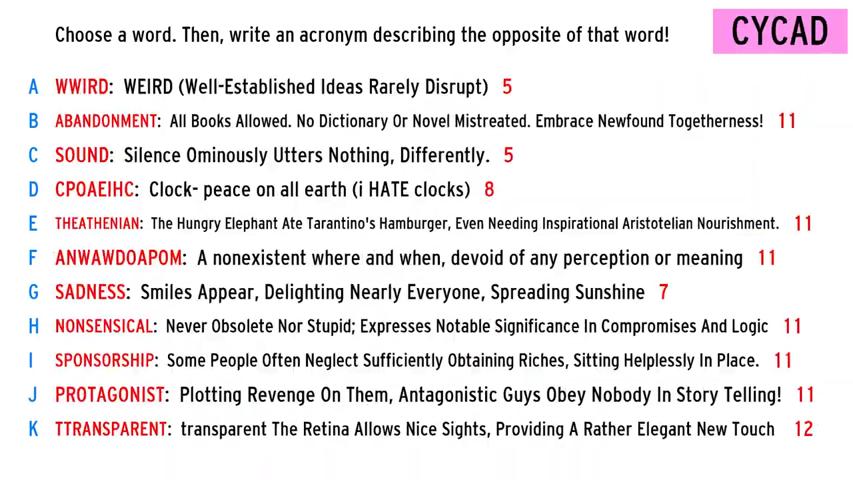 Choose a word. Then, write an acronym describing the opposite of that word!
CYCAD
A WWIRD: WEIRD (Well-Established Ideas Rarely Disrupt) 5
B ABANDONMENT: All Books Allowed. No Dictionary Or Novel Mistreated. Embrace Newfound Togetherness! 11
C SOUND: Silence Ominously Utters Nothing, Differently. 5
D CPOAEIHC: Clock- peace on all earth (i HATE clocks) 8
E THEATHENIAN: The Hungry Elephant Ate Tarantino's Hamburger, Even Needing Inspirational Aristotelian Nourishment. 11
F ANWAWDOAPOM: A nonexistent where and when, devoid of any perception or meaning 11
G SADNESS: Smiles Appear, Delighting Nearly Everyone, Spreading Sunshine 7
H NONSENSICAL: Never Obsolete Nor Stupid; Expresses Notable Significance In Compromises And Logic 11
I SPONSORSHIP: Some People Often Neglect Sufficiently Obtaining Riches, Sitting Helplessly In Place. 11
J PROTAGONIST: Plotting Revenge On Them, Antagonistic Guys Obey Nobody In Story Telling! 11
K TTRANSPARENT: transparent The Retina Allows Nice Sights, Providing A Rather Elegant New Touch 12